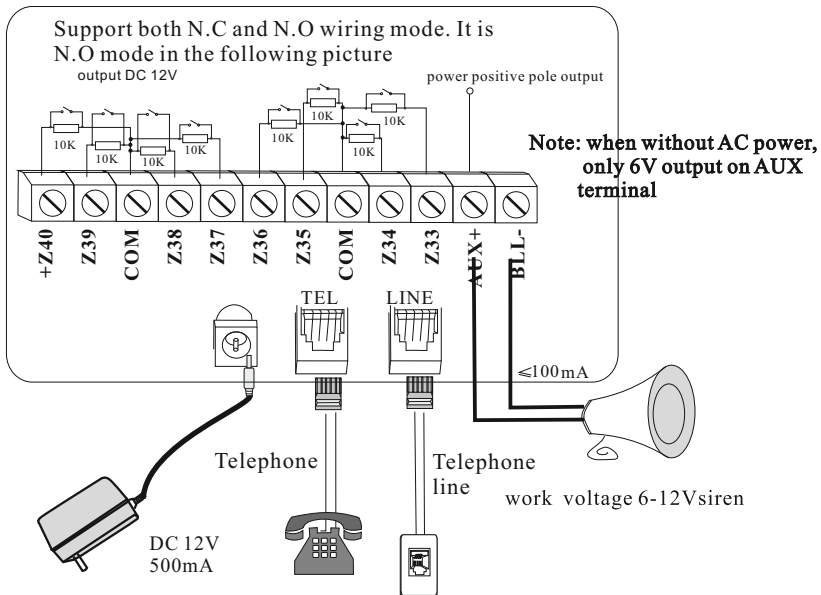 Support both N.C and N.O wiring mode. It is
N.O mode in the following picture
output DC 12V
power positive pole output
10K
10K
10K
10K
10K
10K
10K
10K
Note: when without AC power,
only 6V output on AUX
terminal
+Z40
Z39
COM
Z38
Z37
Z36
Z35
COM
Z34
Z33
AUX+
BLL-
TEL
LINE
≤100mA
Telephone
Telephone
line
work voltage 6-12Vsiren
DC 12V
500mA